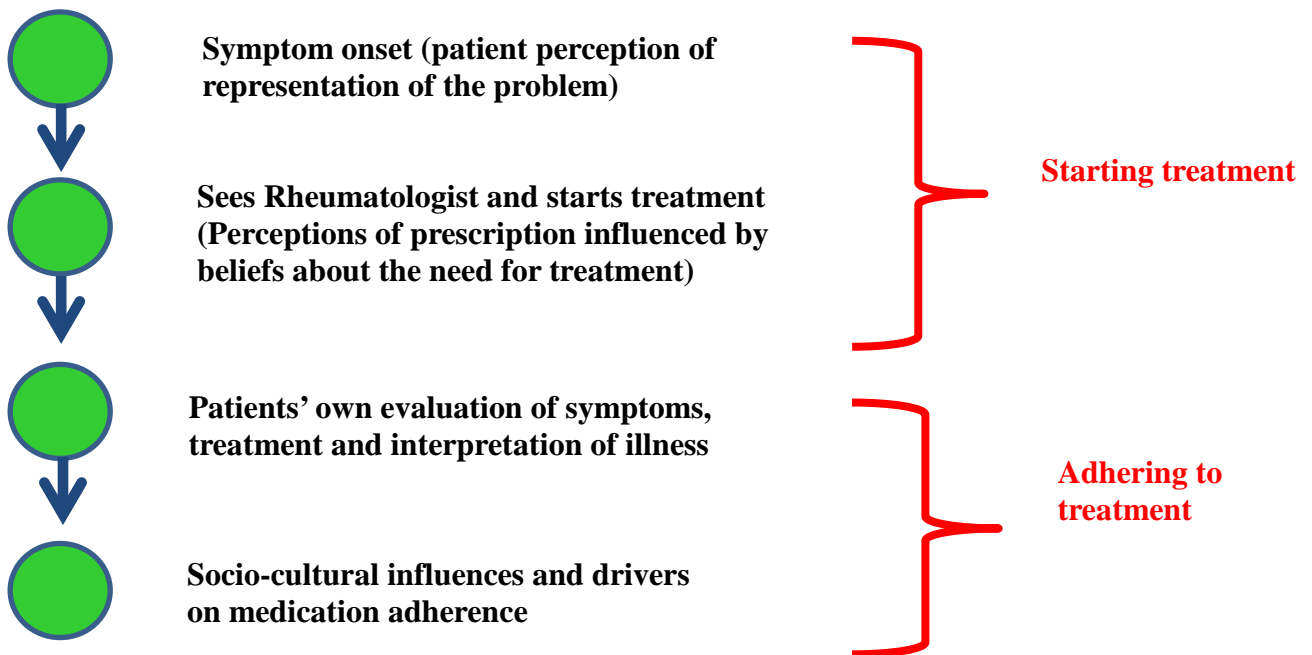 Symptom onset (patient perception of
representation of the problem)
Sees Rheumatologist and starts treatment
(Perceptions of prescription influenced by
beliefs about the need for treatment)
Starting treatment
Patients’ own evaluation of symptoms,
treatment and interpretation of illness
Socio-cultural influences and drivers
on medication adherence
Adhering to
treatment